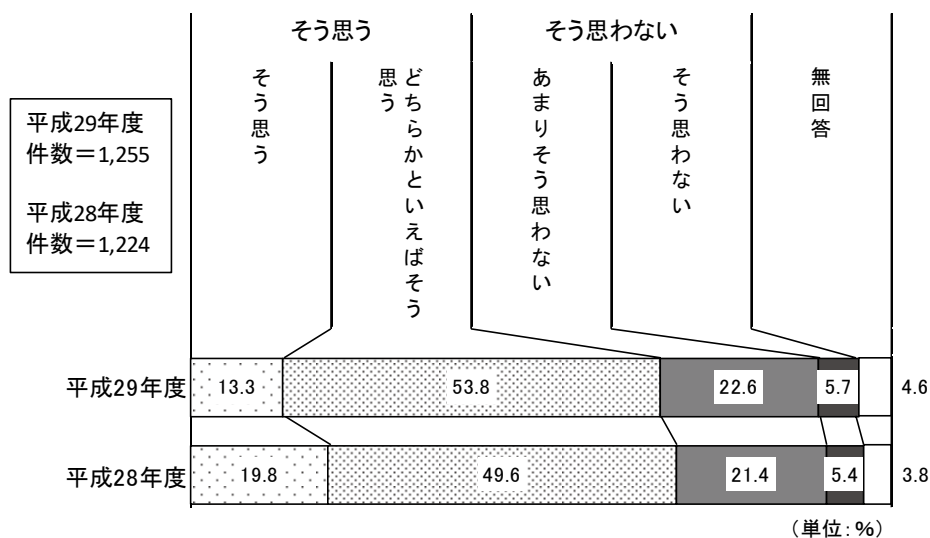 そう思う
そう思わない
そう思う
どちらかといえばそう
思う
あまりそう思わない
そう思わない
無回答
平成29年度
件数＝1,255
平成28年度
件数＝1,224
平成29年度
13.3
53.8
22.6
5.7
4.6
平成28年度
19.8
49.6
21.4
5.4
3.8
（単位：％）